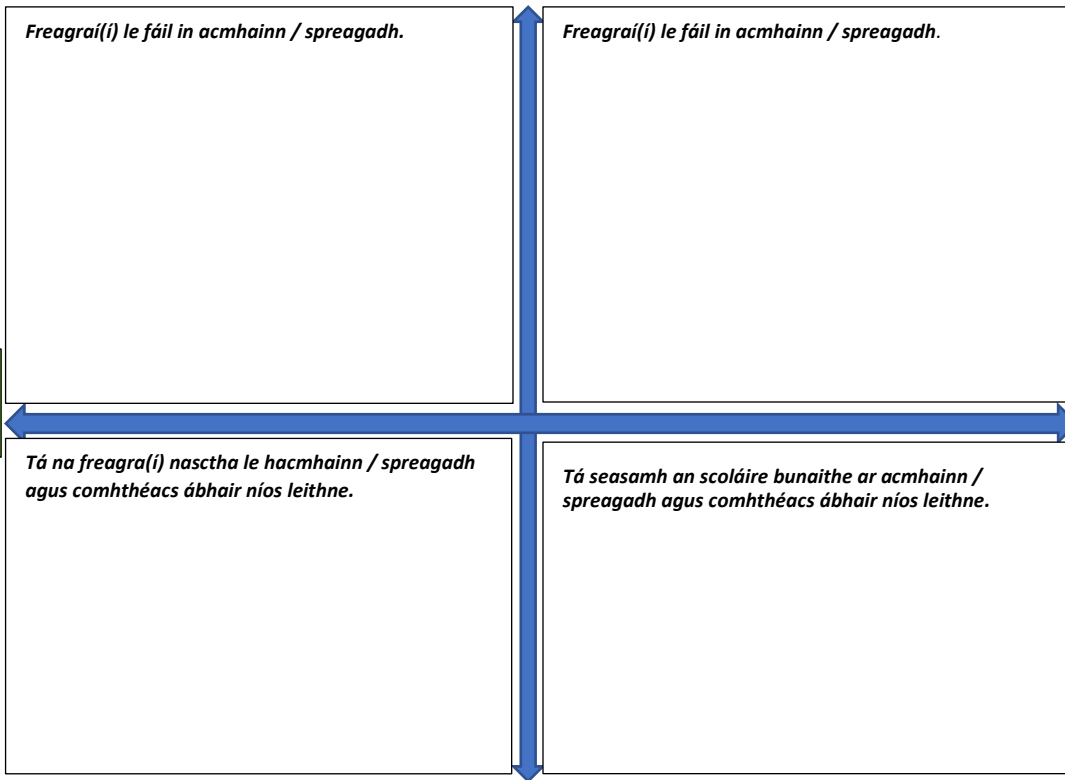 Freagraí(í) le fáil in acmhainn / spreagadh.
Freagraí(í) le fáil in acmhainn / spreagadh.
Tá na freagra(í) nasctha le hacmhainn / spreagadh
agus comhthéacs ábhair níos leithne.
Tá seasamh an scoláire bunaithe ar acmhainn /
spreagadh agus comhthéacs ábhair níos leithne.